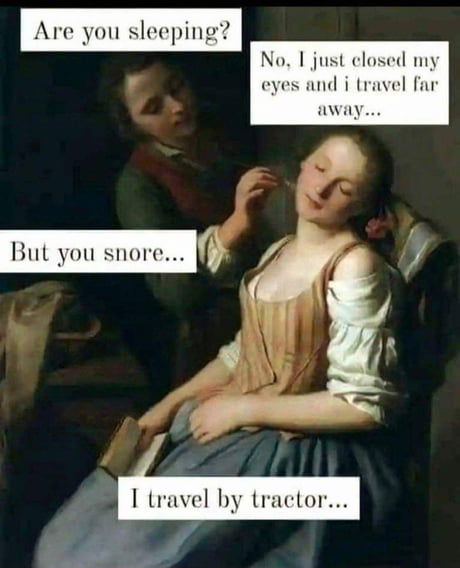 Are you sleeping?
No, I just closed my
eyes and i travel far
away...
But you snore...
I travel by tractor...